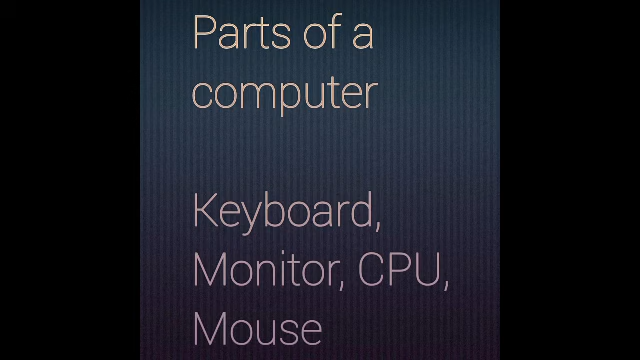 Parts of a
computer
Keyboard,
Monitor, CPU,
Mouse